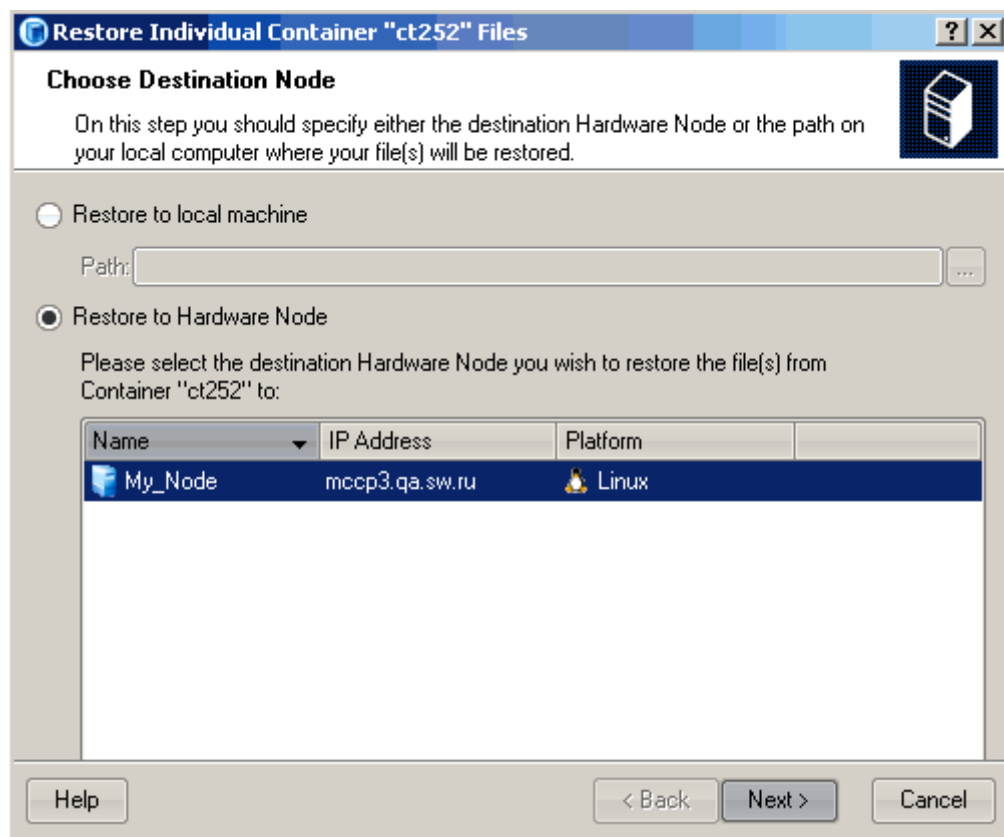 Restore Individual Container "ct252" Files
Choose Destination Node
On this step you should specify either the destination Hardware Node or the path on
your local computer where your file(s) will be restored.
Restore to local machine
Path:
...
Restore to Hardware Node
Please select the destination Hardware Node you wish to restore the file(s) from
Container "ct252" to:
Name IP Address Platform
My_Node mccp3.qa.sw.ru Linux
Help < Back Next > Cancel